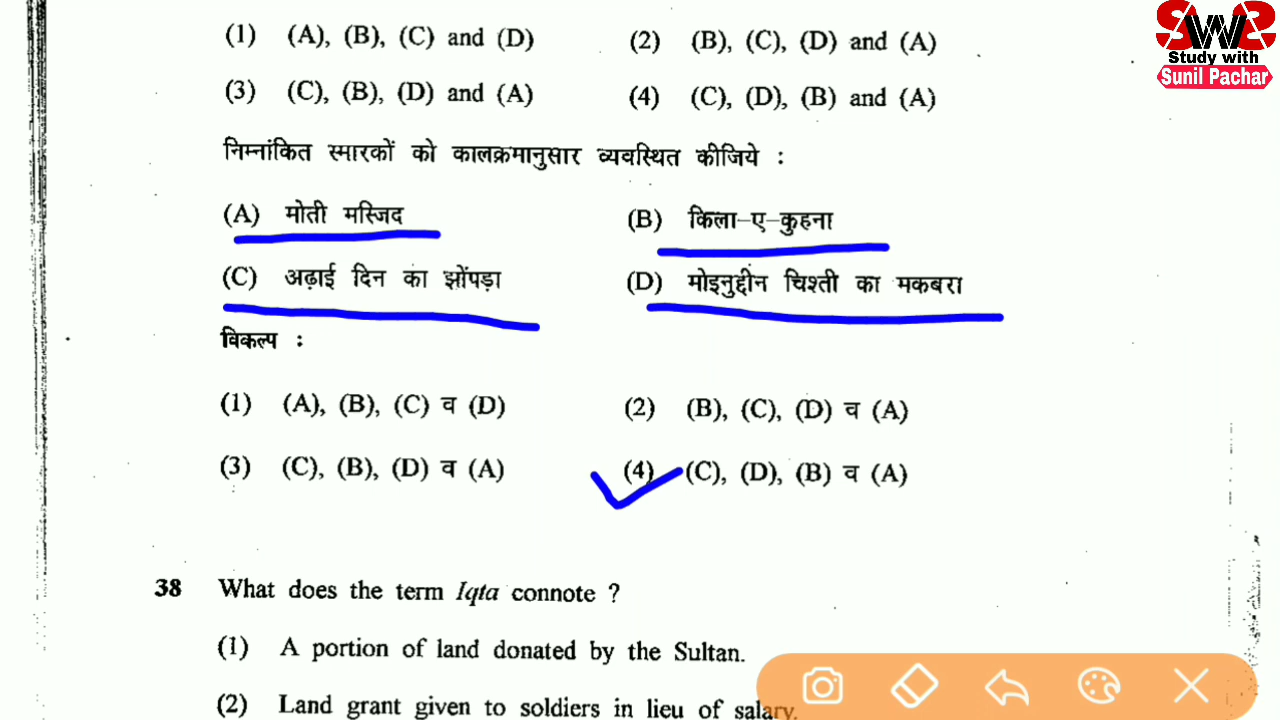 SWS
Study with
Sunil Pachar
(1) (A), (B), (C) and (D) (2) (B), (C), (D) and (A)
(3) (C), (B), (D) and (A) (4) (C), (D), (B) and (A)
निम्नांकित स्मारकों को कालक्रमानुसार व्यवस्थित कीजिये :
(A) मोती मस्जिद (B) किला-ए-कुहना
(C) अढ़ाई दिन का झोंपड़ा (D) मोइनुद्दीन चिश्ती का मकबरा
विकल्प :
(1) (A), (B), (C) व (D) (2) (B), (C), (D) व (A)
(3) (C), (B), (D) व (A) (4) (C), (D), (B) व (A)
38 What does the term Iqta connote ?
(1) A portion of land donated by the Sultan.
(2) Land grant given to soldiers in lieu of salary.